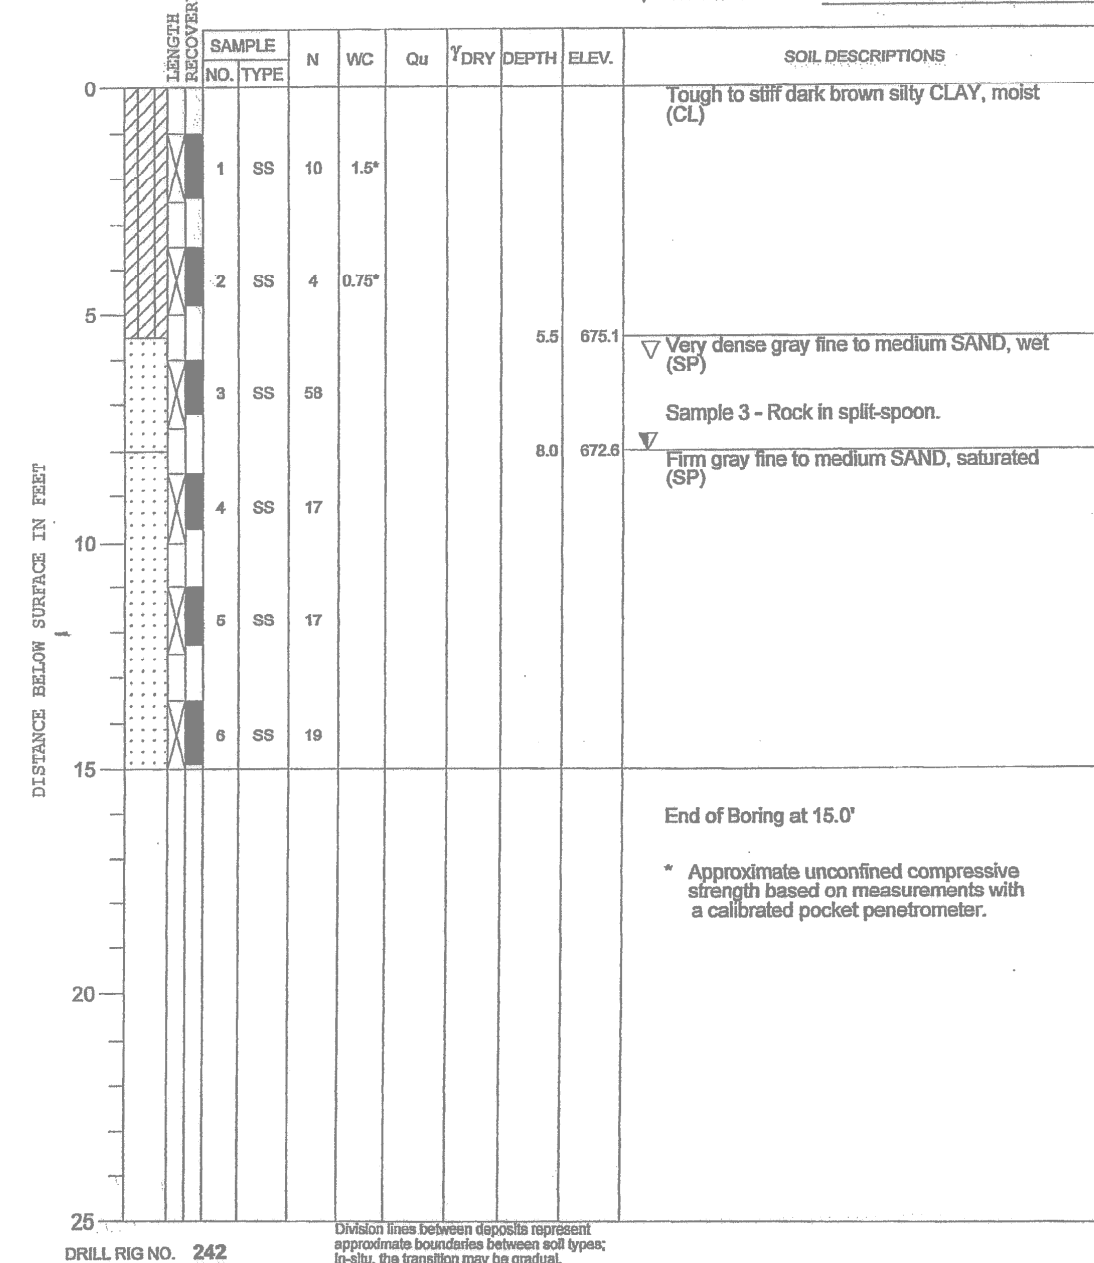 LENGTH
RECOVERY
SAMPLE
NO. TYPE N WC Qu γDRY DEPTH ELEV. SOIL DESCRIPTIONS
0
Tough to stiff dark brown silty CLAY, moist
(CL)
1 SS 10 1.5*
2 SS 4 0.75*
5
5.5 675.1
Very dense gray fine to medium SAND, wet
(SP)
3 SS 58
Sample 3 - Rock in split-spoon.
8.0 672.6
Firm gray fine to medium SAND, saturated
(SP)
4 SS 17
10
5 SS 17
6 SS 19
15
DISTANCE BELOW SURFACE IN FEET
End of Boring at 15.0'
* Approximate unconfined compressive
strength based on measurements with
a calibrated pocket penetrometer.
20
25
Division lines between deposits represent
approximate boundaries between soil types;
in-situ, the transition may be gradual.
DRILL RIG NO. 242